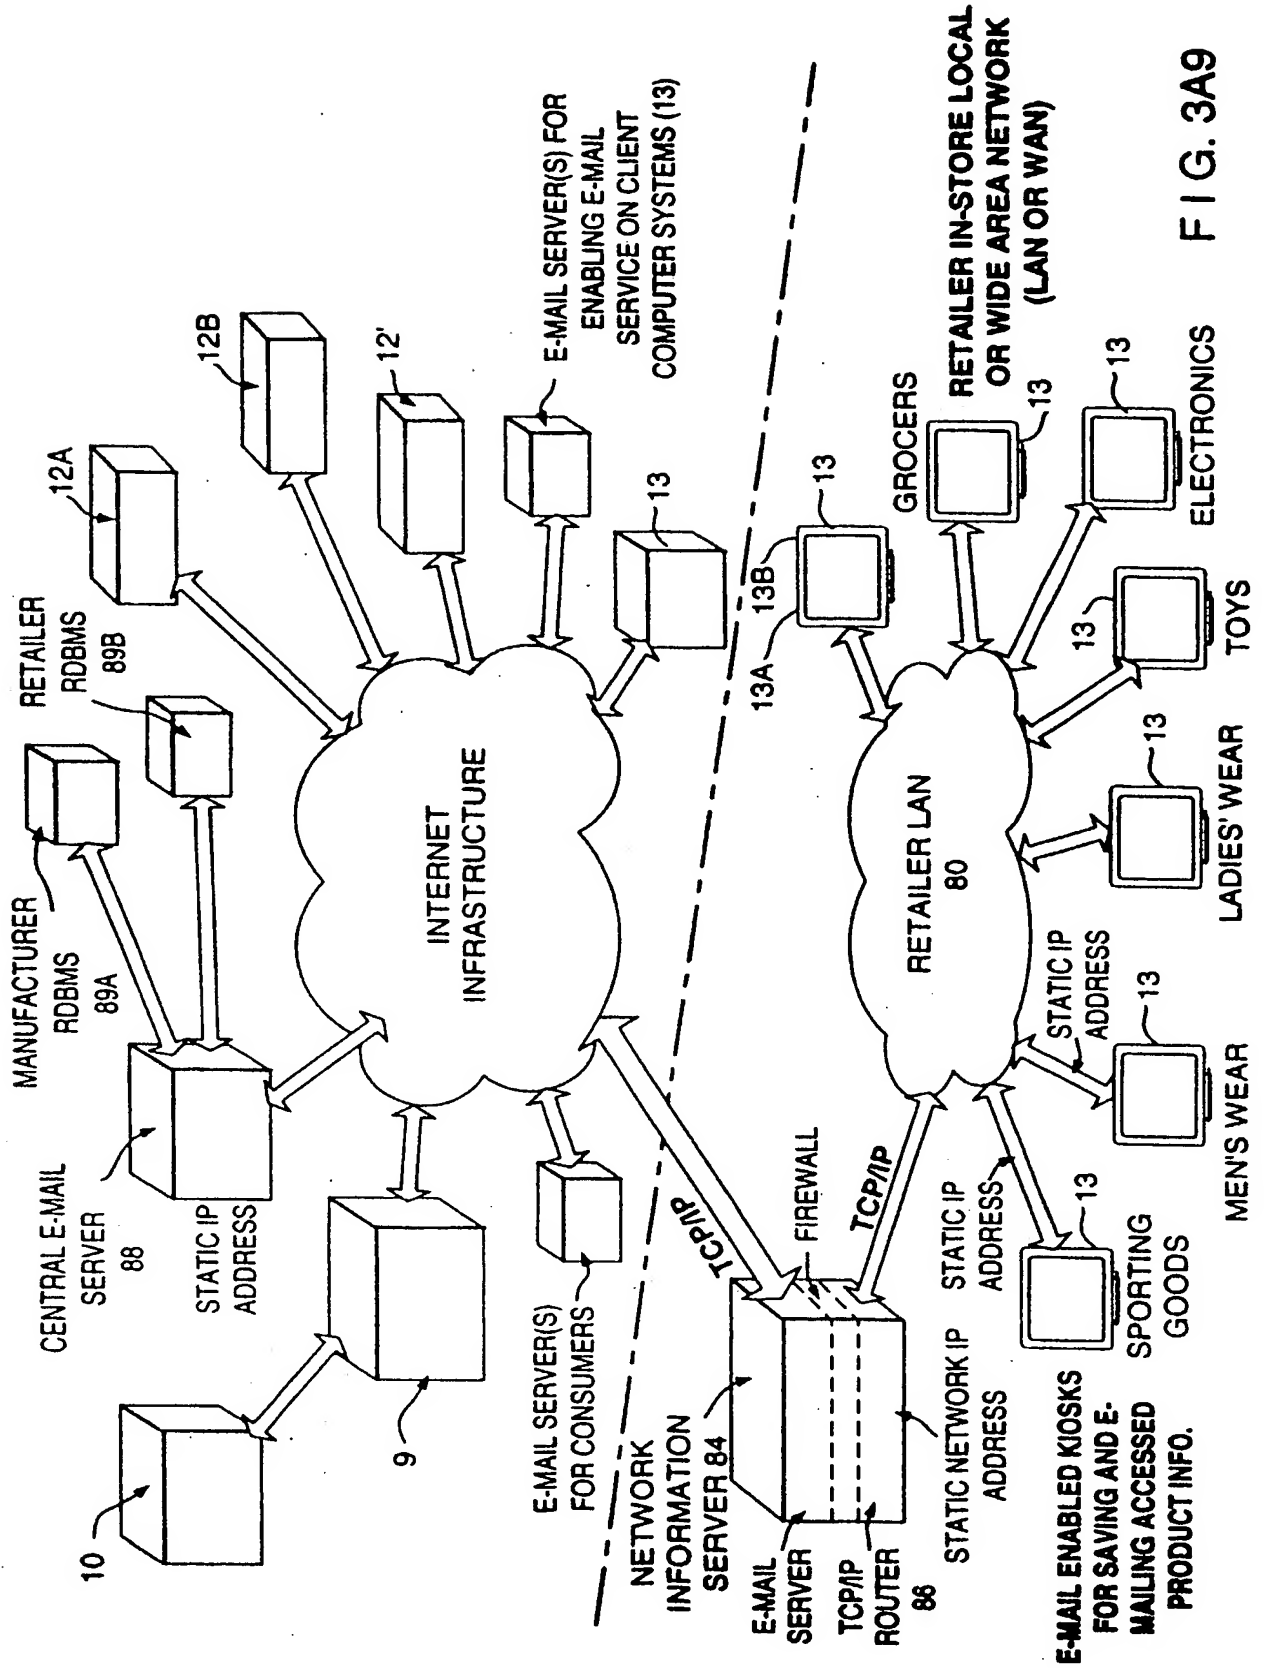 10
9
CENTRAL E-MAIL
SERVER
88
STATIC IP
ADDRESS
MANUFACTURER
RDBMS
89A
RETAILER
RDBMS
89B
12A
12B
12'
E-MAIL SERVER(S) FOR
ENABLING E-MAIL
SERVICE ON CLIENT
COMPUTER SYSTEMS (13)
13
INTERNET
INFRASTRUCTURE
E-MAIL SERVER(S)
FOR CONSUMERS
NETWORK
INFORMATION
SERVER 84
TCP/IP
FIREWALL
TCP/IP
E-MAIL
SERVER
TCP/IP
ROUTER
86
STATIC NETWORK IP
ADDRESS
RETAILER LAN
80
13A
13B
13
GROCERS
13
RETAILER IN-STORE LOCAL
OR WIDE AREA NETWORK
(LAN OR WAN)
13
ELECTRONICS
13
TOYS
13
LADIES' WEAR
STATIC IP
ADDRESS
13
MEN'S WEAR
STATIC IP
ADDRESS
13
SPORTING
GOODS
E-MAIL ENABLED KIOSKS
FOR SAVING AND E-
MAILING ACCESSED
PRODUCT INFO.
FIG. 3A9